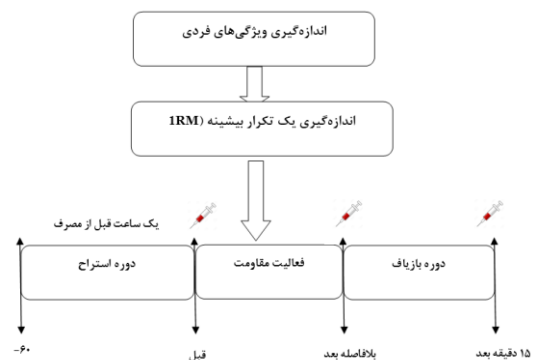 اندازه‌گیری ویژگی‌های فردی
اندازه‌گیری یک تکرار بیشینه (1RM
یک ساعت قبل از مصرف
دوره استراح
فعالیت مقاومت
دوره بازیاف
-۶۰
قبل
بلافاصله بعد
۱۵ دقیقه بعد